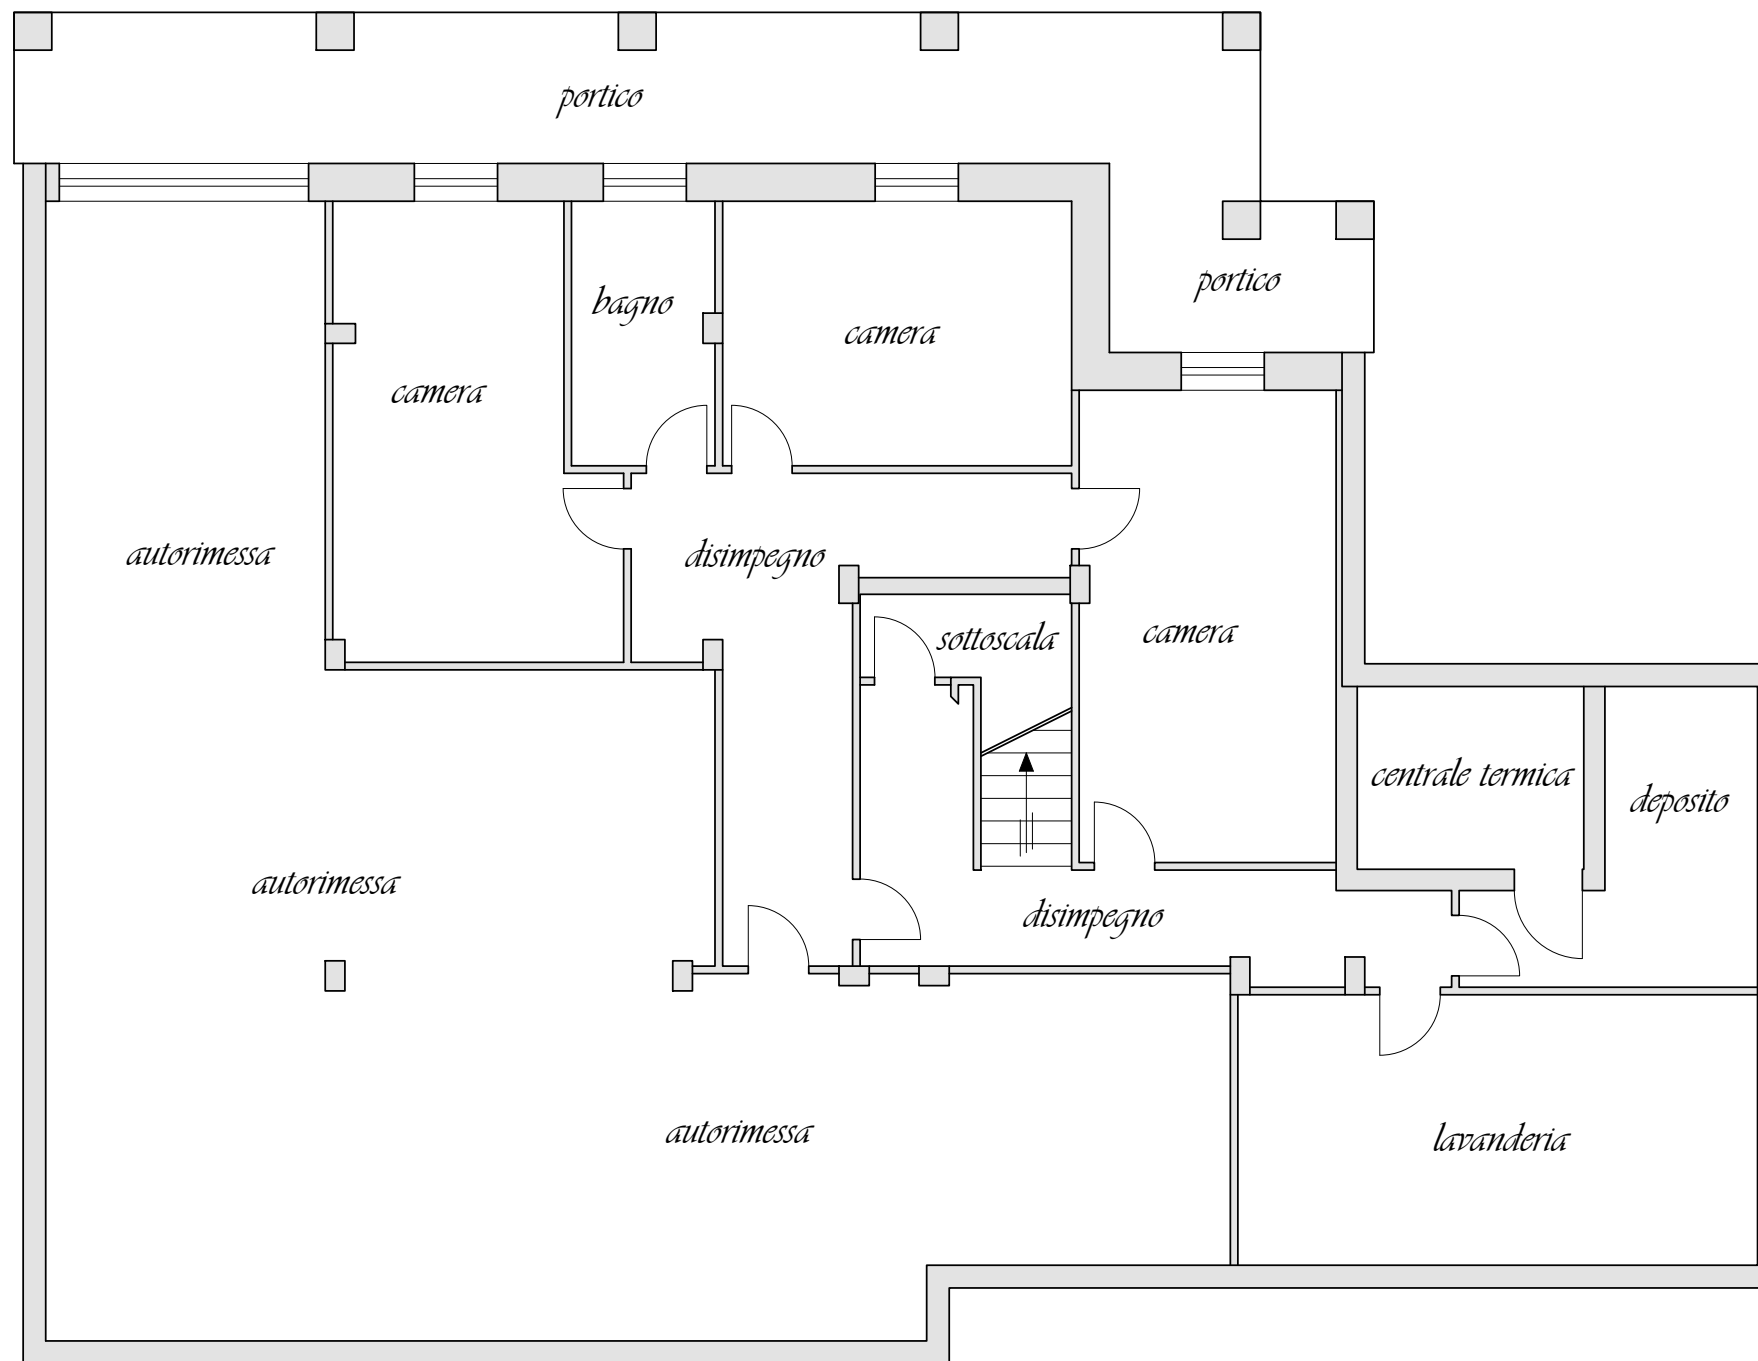 portico
portico
bagno
camera
camera
autorimessa
disimpegno
sottoscala
camera
centrale termica
deposito
autorimessa
disimpegno
autorimessa
lavanderia